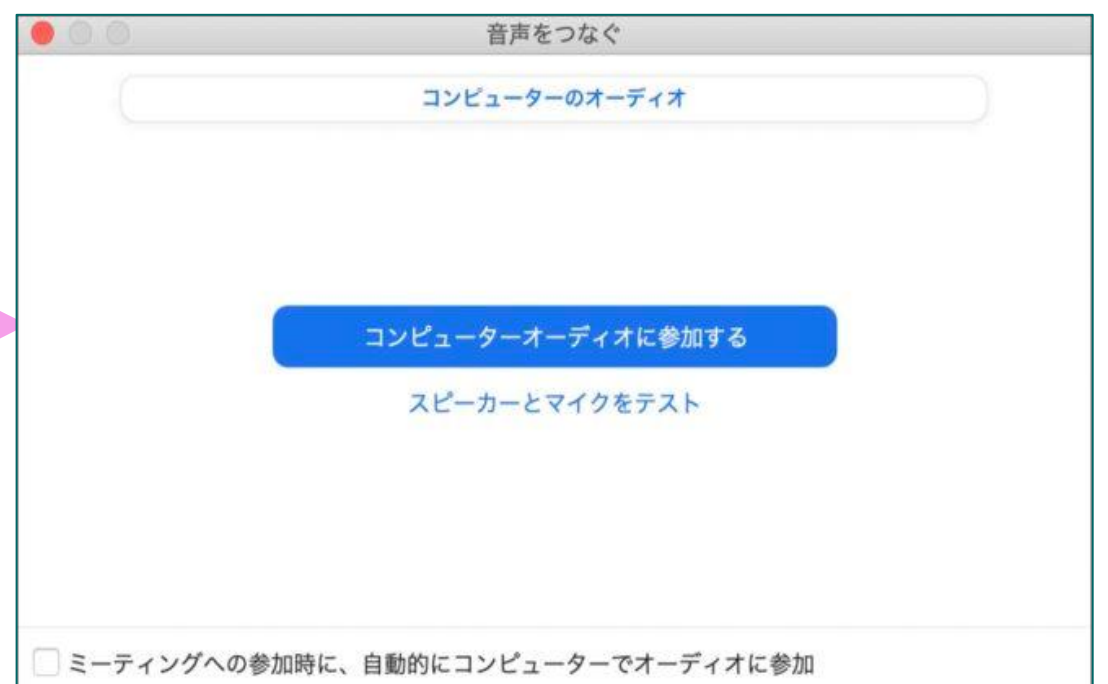 音声をつなぐ
コンピューターのオーディオ
コンピューターオーディオに参加する
スピーカーとマイクをテスト
ミーティングへの参加時に、自動的にコンピューターでオーディオに参加